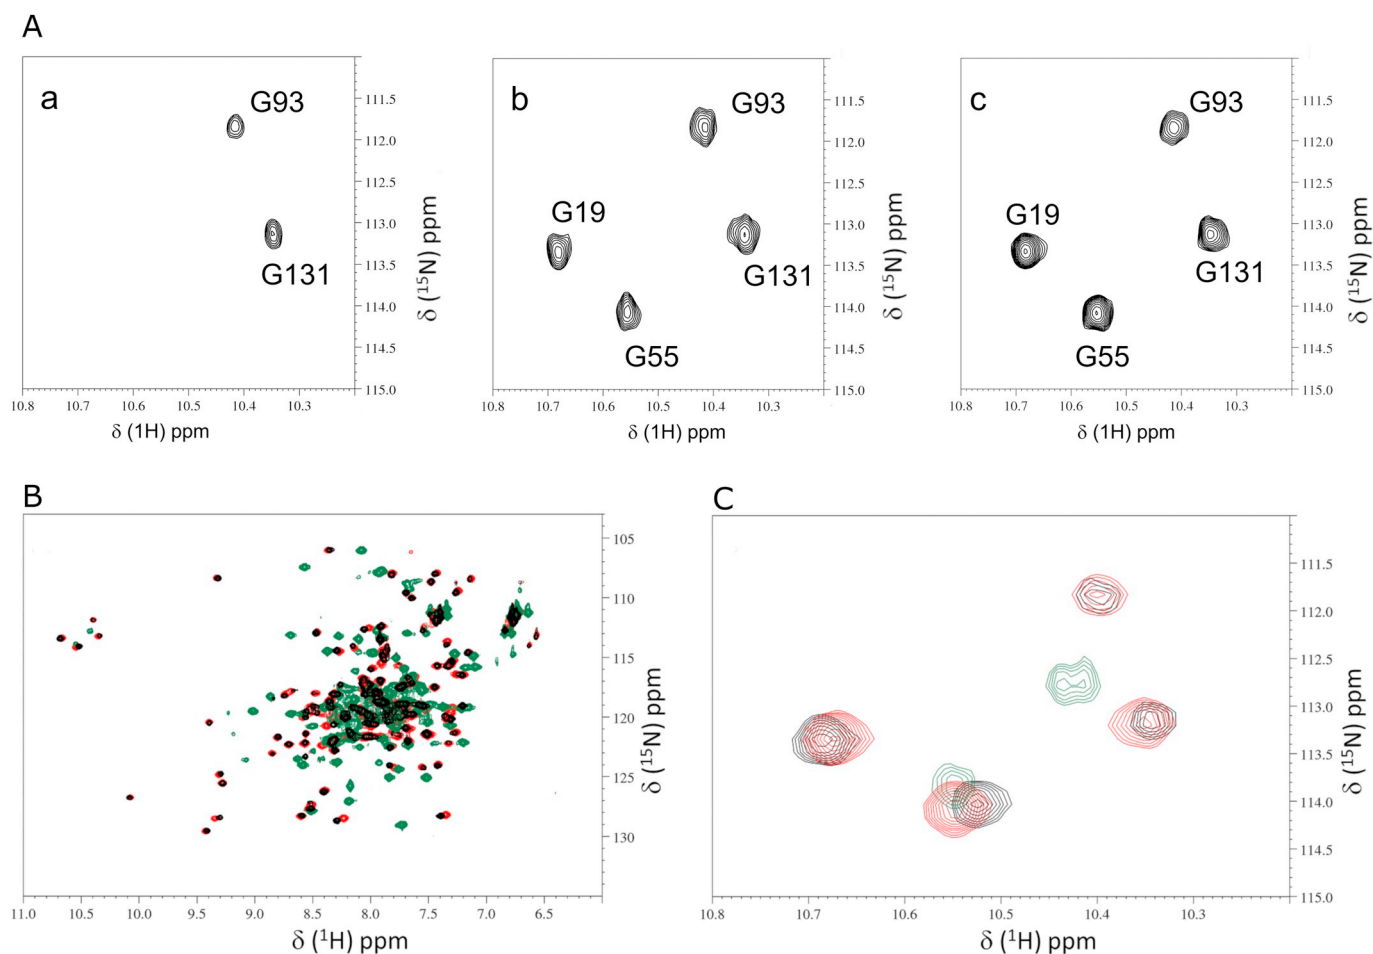 A
a
G93
G131
111.5
112.0
112.5
113.0
113.5
114.0
114.5
115.0
δ (¹⁵N) ppm
10.8 10.7 10.6 10.5 10.4 10.3
δ (1H) ppm
b
G93
G19
G131
G55
111.5
112.0
112.5
113.0
113.5
114.0
114.5
115.0
δ (¹⁵N) ppm
10.8 10.7 10.6 10.5 10.4 10.3
δ (1H) ppm
c
G93
G19
G131
G55
111.5
112.0
112.5
113.0
113.5
114.0
114.5
115.0
δ (¹⁵N) ppm
10.8 10.7 10.6 10.5 10.4 10.3
δ (1H) ppm
B
105
110
115
120
125
130
δ (¹⁵N) ppm
11.0 10.5 10.0 9.5 9.0 8.5 8.0 7.5 7.0 6.5
δ (¹H) ppm
C
111.5
112.0
112.5
113.0
113.5
114.0
114.5
115.0
δ (¹⁵N) ppm
10.8 10.7 10.6 10.5 10.4 10.3
δ (¹H) ppm